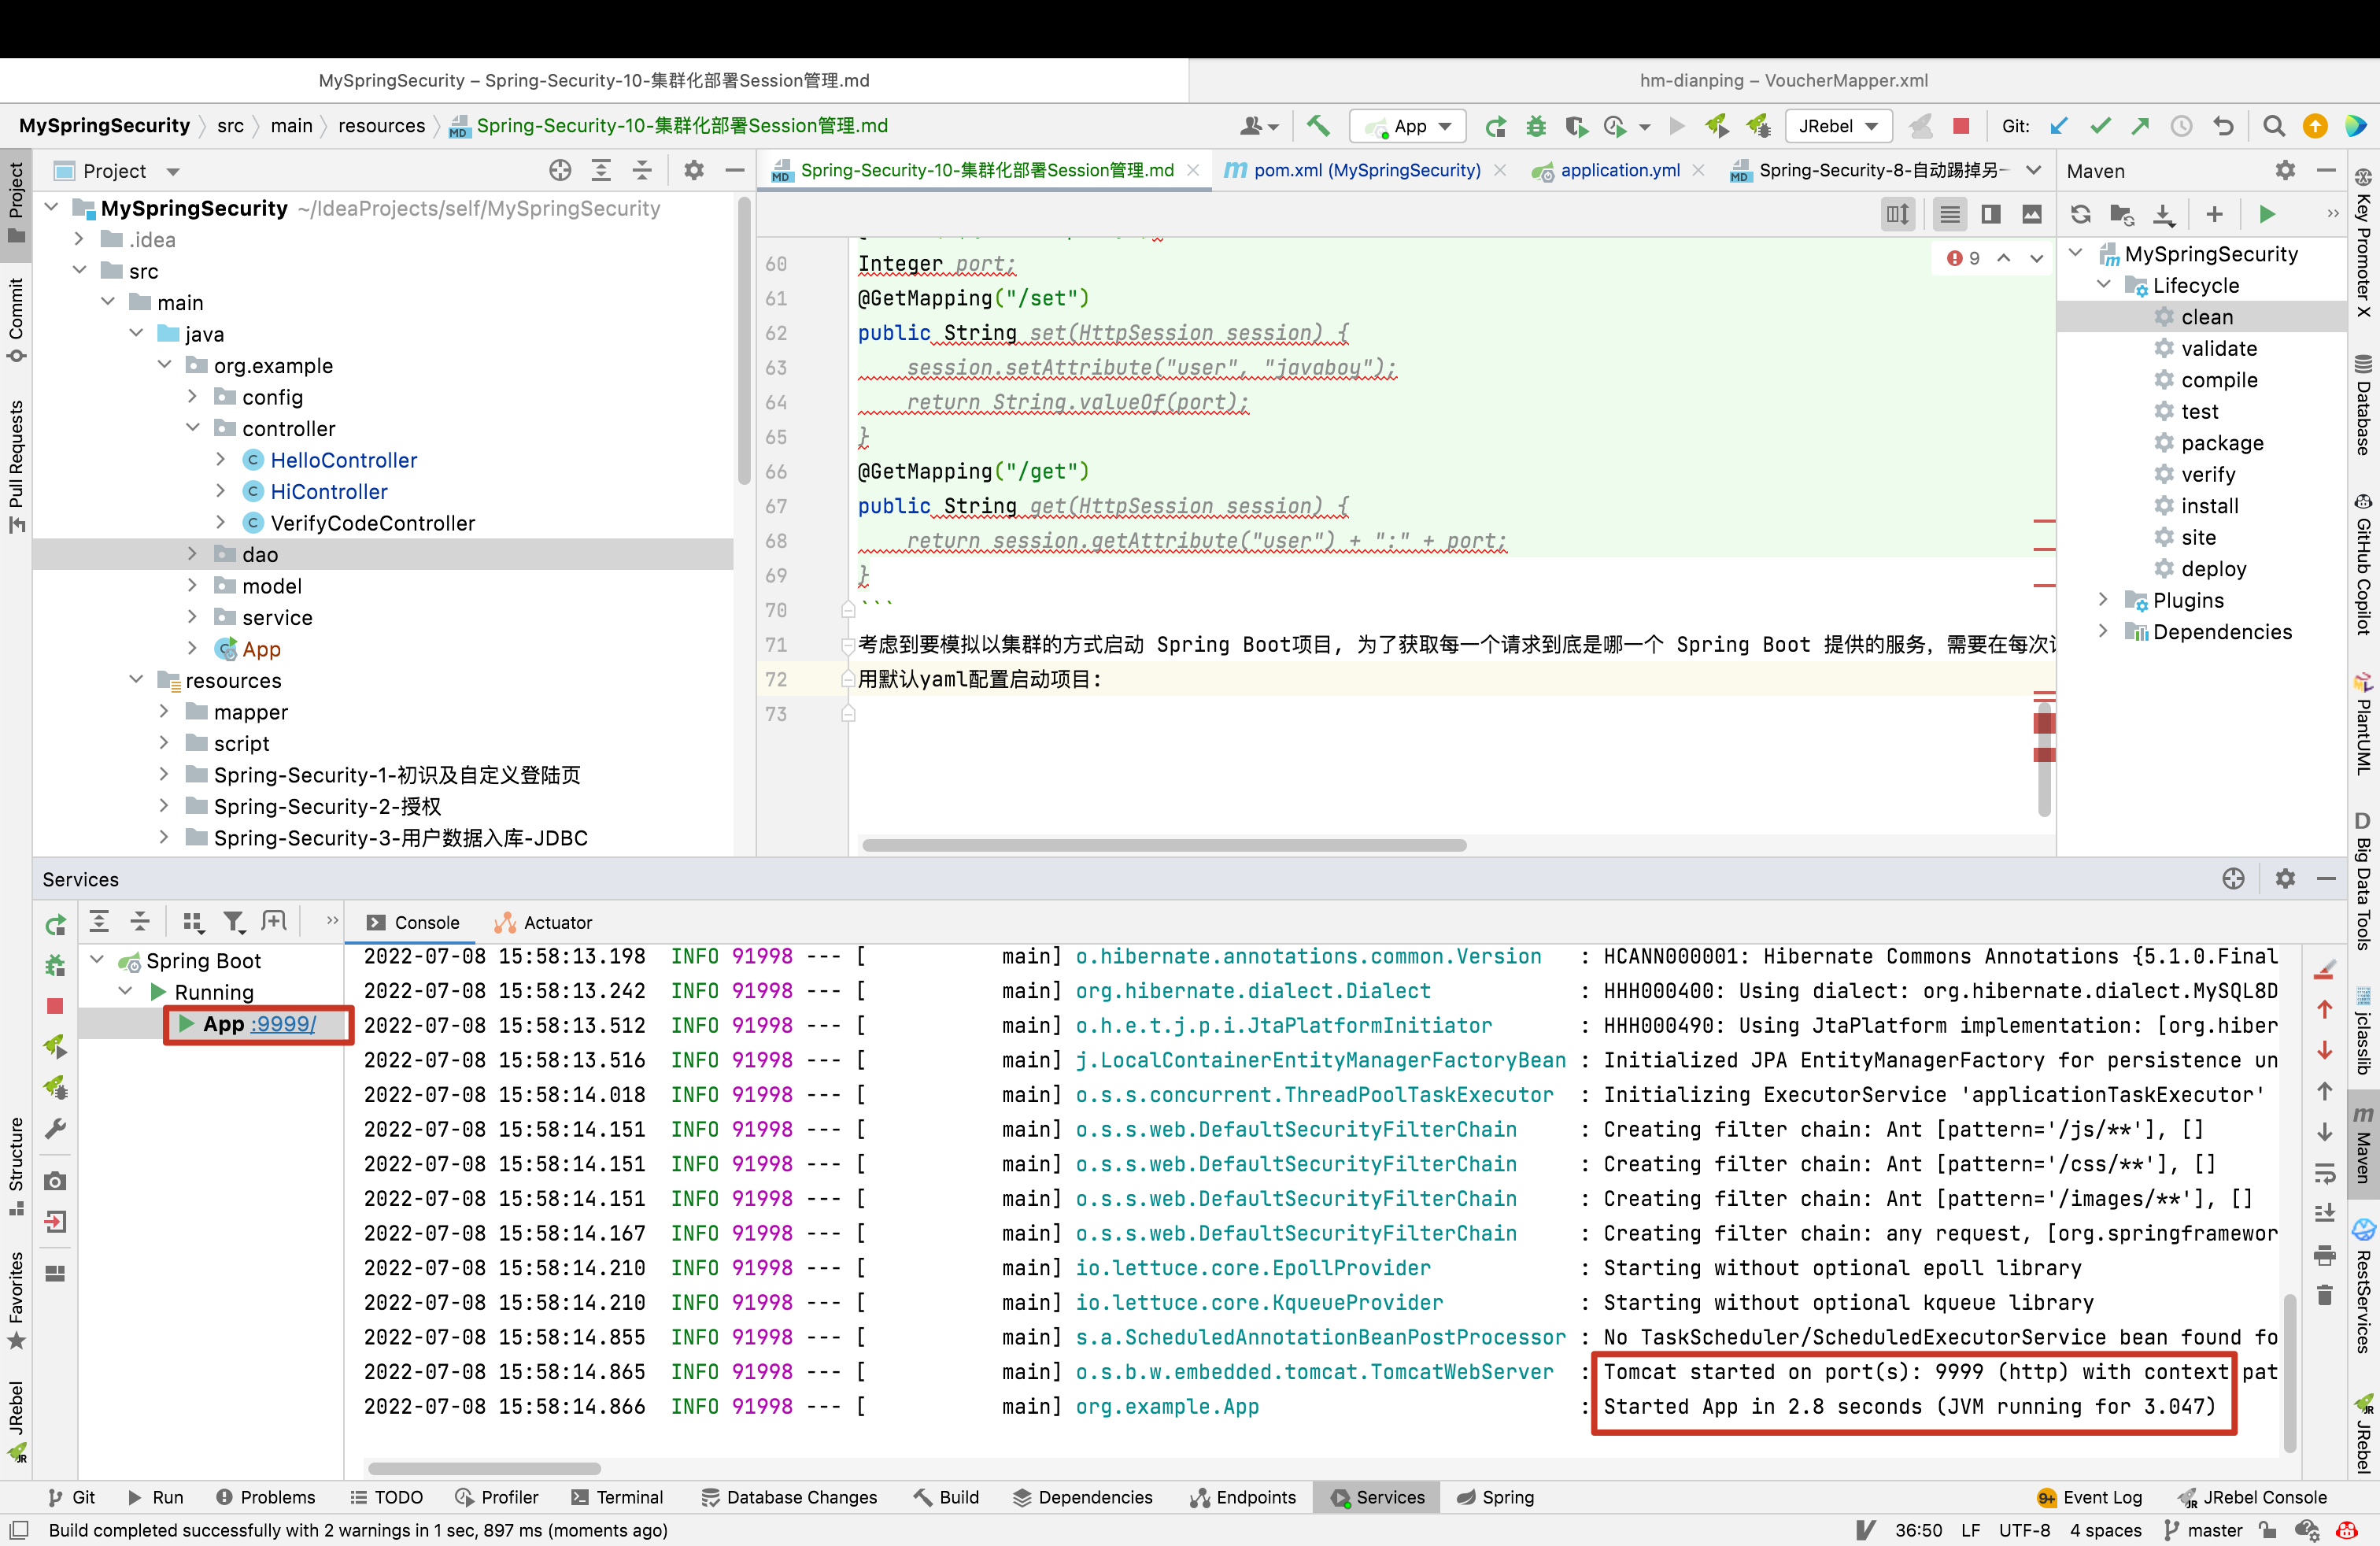 MySpringSecurity – Spring-Security-10-集群化部署Session管理.md
hm-dianping – VoucherMapper.xml
MySpringSecurity src main resources Spring-Security-10-集群化部署Session管理.md
App
JRebel
Git:
Project
Spring-Security-10-集群化部署Session管理.md
pom.xml (MySpringSecurity)
application.yml
Spring-Security-8-自动踢掉另一
Maven
Project
Commit
Pull Requests
Structure
Favorites
JRebel
MySpringSecurity ~/IdeaProjects/self/MySpringSecurity
.idea
src
main
java
org.example
config
controller
HelloController
HiController
VerifyCodeController
dao
model
service
App
resources
mapper
script
Spring-Security-1-初识及自定义登陆页
Spring-Security-2-授权
Spring-Security-3-用户数据入库-JDBC
9
60 Integer port;
61 @GetMapping("/set")
62 public String set(HttpSession session) {
63 session.setAttribute("user", "javaboy");
64 return String.valueOf(port);
65 }
66 @GetMapping("/get")
67 public String get(HttpSession session) {
68 return session.getAttribute("user") + ":" + port;
69 }
70 ```
71 考虑到要模拟以集群的方式启动 Spring Boot项目, 为了获取每一个请求到底是哪一个 Spring Boot 提供的服务, 需要在每次
72 用默认yaml配置启动项目:
73
MySpringSecurity
Lifecycle
clean
validate
compile
test
package
verify
install
site
deploy
Plugins
Dependencies
Key Promoter X
Database
GitHub Copilot
PlantUML
Big Data Tools
jclasslib
Maven
RestServices
JRebel
Services
Console
Actuator
Spring Boot
Running
App :9999/
2022-07-08 15:58:13.198 INFO 91998 --- [ main] o.hibernate.annotations.common.Version : HCANN000001: Hibernate Commons Annotations {5.1.0.Final
2022-07-08 15:58:13.242 INFO 91998 --- [ main] org.hibernate.dialect.Dialect : HHH000400: Using dialect: org.hibernate.dialect.MySQL8D
2022-07-08 15:58:13.512 INFO 91998 --- [ main] o.h.e.t.j.p.i.JtaPlatformInitiator : HHH000490: Using JtaPlatform implementation: [org.hiber
2022-07-08 15:58:13.516 INFO 91998 --- [ main] j.LocalContainerEntityManagerFactoryBean : Initialized JPA EntityManagerFactory for persistence un
2022-07-08 15:58:14.018 INFO 91998 --- [ main] o.s.s.concurrent.ThreadPoolTaskExecutor : Initializing ExecutorService 'applicationTaskExecutor'
2022-07-08 15:58:14.151 INFO 91998 --- [ main] o.s.s.web.DefaultSecurityFilterChain : Creating filter chain: Ant [pattern='/js/**'], []
2022-07-08 15:58:14.151 INFO 91998 --- [ main] o.s.s.web.DefaultSecurityFilterChain : Creating filter chain: Ant [pattern='/css/**'], []
2022-07-08 15:58:14.151 INFO 91998 --- [ main] o.s.s.web.DefaultSecurityFilterChain : Creating filter chain: Ant [pattern='/images/**'], []
2022-07-08 15:58:14.167 INFO 91998 --- [ main] o.s.s.web.DefaultSecurityFilterChain : Creating filter chain: any request, [org.springframewor
2022-07-08 15:58:14.210 INFO 91998 --- [ main] io.lettuce.core.EpollProvider : Starting without optional epoll library
2022-07-08 15:58:14.210 INFO 91998 --- [ main] io.lettuce.core.KqueueProvider : Starting without optional kqueue library
2022-07-08 15:58:14.855 INFO 91998 --- [ main] s.a.ScheduledAnnotationBeanPostProcessor : No TaskScheduler/ScheduledExecutorService bean found fo
2022-07-08 15:58:14.865 INFO 91998 --- [ main] o.s.b.w.embedded.tomcat.TomcatWebServer : Tomcat started on port(s): 9999 (http) with context pat
2022-07-08 15:58:14.866 INFO 91998 --- [ main] org.example.App : Started App in 2.8 seconds (JVM running for 3.047)
Git Run Problems TODO Profiler Terminal Database Changes Build Dependencies Endpoints Services Spring 9+ Event Log JRebel Console
Build completed successfully with 2 warnings in 1 sec, 897 ms (moments ago) 36:50 LF UTF-8 4 spaces master